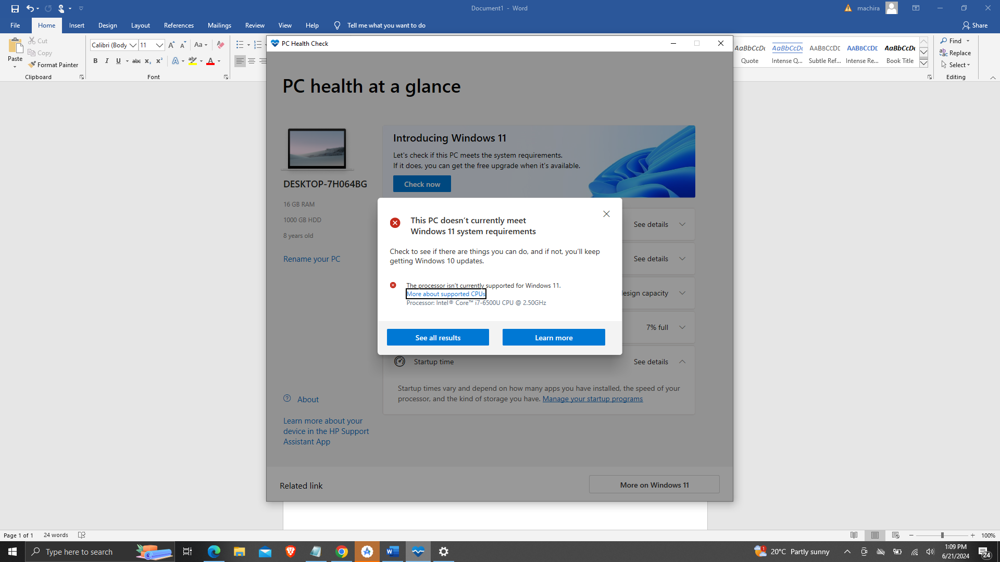 Document1 - Word
machira
File
Home
Insert
Design
Layout
References
Mailings
Review
View
Help
Tell me what you want to do
Share
Paste
Cut
Copy
Format Painter
Clipboard
Calibri (Body
11
Aa
B I U abc x₂ x²
Font
PC Health Check
AaBbCcDc
AaBbCcDc
AABBCCDE
AABBCCDE
AaBbCcDc
Quote
Intense Q...
Subtle Ref...
Intense Re...
Book Title
Find
Replace
Select
Editing
PC health at a glance
DESKTOP-7H064BG
16 GB RAM
1000 GB HDD
8 years old
Rename your PC
About
Learn more about your
device in the HP Support
Assistant App
Introducing Windows 11
Let's check if this PC meets the system requirements.
If it does, you can get the free upgrade when it's available.
Check now
See details
See details
esign capacity
7% full
This PC doesn't currently meet
Windows 11 system requirements
Check to see if there are things you can do, and if not, you'll keep
getting Windows 10 updates.
The processor isn't currently supported for Windows 11.
More about supported CPUs
Processor: Intel® Core™ i7-6500U CPU @ 2.50GHz
See all results
Learn more
Startup time
See details
Startup times vary and depend on how many apps you have installed, the speed of your
processor, and the kind of storage you have. Manage your startup programs
Related link
More on Windows 11
Page 1 of 1
24 words
100%
Type here to search
1
20°C Partly sunny
1:09 PM
6/21/2024
24